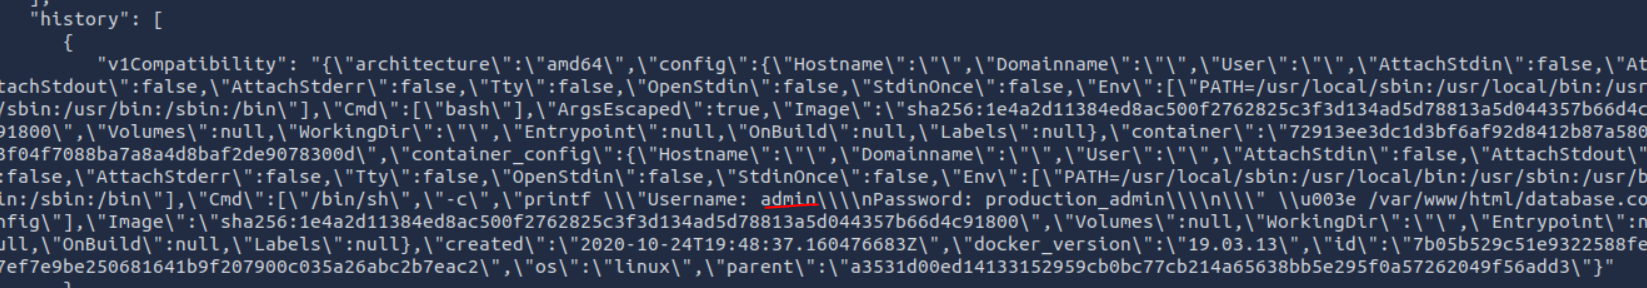 ],
"history": [
{
"v1Compatibility": "{\"architecture\":\"amd64\",\"config\":{\"Hostname\":\"\",\"Domainname\":\"\",\"User\":\"\",\"AttachStdin\":false,\"At
tachStdout\":false,\"AttachStderr\":false,\"Tty\":false,\"OpenStdin\":false,\"StdinOnce\":false,\"Env\":[\"PATH=/usr/local/sbin:/usr/local/bin:/usr
/sbin:/usr/bin:/sbin:/bin\"],\"Cmd\":[\"bash\"],\"ArgsEscaped\":true,\"Image\":\"sha256:1e4a2d11384ed8ac500f2762825c3f3d134ad5d78813a5d044357b66d4c
91800\",\"Volumes\":null,\"WorkingDir\":\"\",\"Entrypoint\":null,\"OnBuild\":null,\"Labels\":null},\"container\":\"72913ee3dc1d3bf6af92d8412b87a580
3f04f7088ba7a8a4d8baf2de9078300d\",\"container_config\":{\"Hostname\":\"\",\"Domainname\":\"\",\"User\":\"\",\"AttachStdin\":false,\"AttachStdout\"
:false,\"AttachStderr\":false,\"Tty\":false,\"OpenStdin\":false,\"StdinOnce\":false,\"Env\":[\"PATH=/usr/local/sbin:/usr/local/bin:/usr/sbin:/usr/b
in:/sbin:/bin\"],\"Cmd\":[\"/bin/sh\",\"-c\",\"printf \\\"Username: admin\\\\nPassword: production_admin\\\\n\\\" \\u003e /var/www/html/database.co
nfig\"],\"Image\":\"sha256:1e4a2d11384ed8ac500f2762825c3f3d134ad5d78813a5d044357b66d4c91800\",\"Volumes\":null,\"WorkingDir\":\"\",\"Entrypoint\":n
ull,\"OnBuild\":null,\"Labels\":null},\"created\":\"2020-10-24T19:48:37.160476683Z\",\"docker_version\":\"19.03.13\",\"id\":\"7b05b529c51e9322588fe
7ef7e9be250681641b9f207900c035a26abc2b7eac2\",\"os\":\"linux\",\"parent\":\"a3531d00ed14133152959cb0bc77cb214a65638bb5e295f0a57262049f56add3\"}"
}